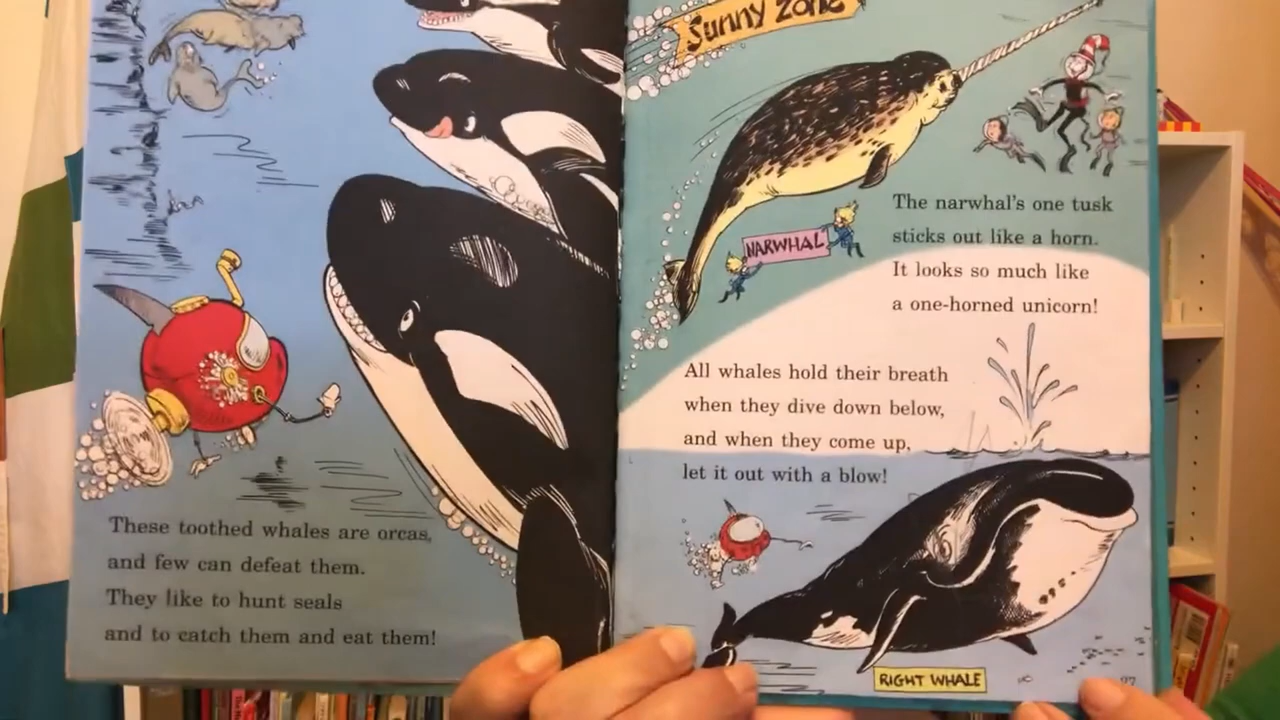 These toothed whales are orcas,
and few can defeat them.
They like to hunt seals
and to catch them and eat them!
Sunny Zone
NARWHAL
The narwhal's one tusk
sticks out like a horn.
It looks so much like
a one-horned unicorn!
All whales hold their breath
when they dive down below,
and when they come up,
let it out with a blow!
RIGHT WHALE
27